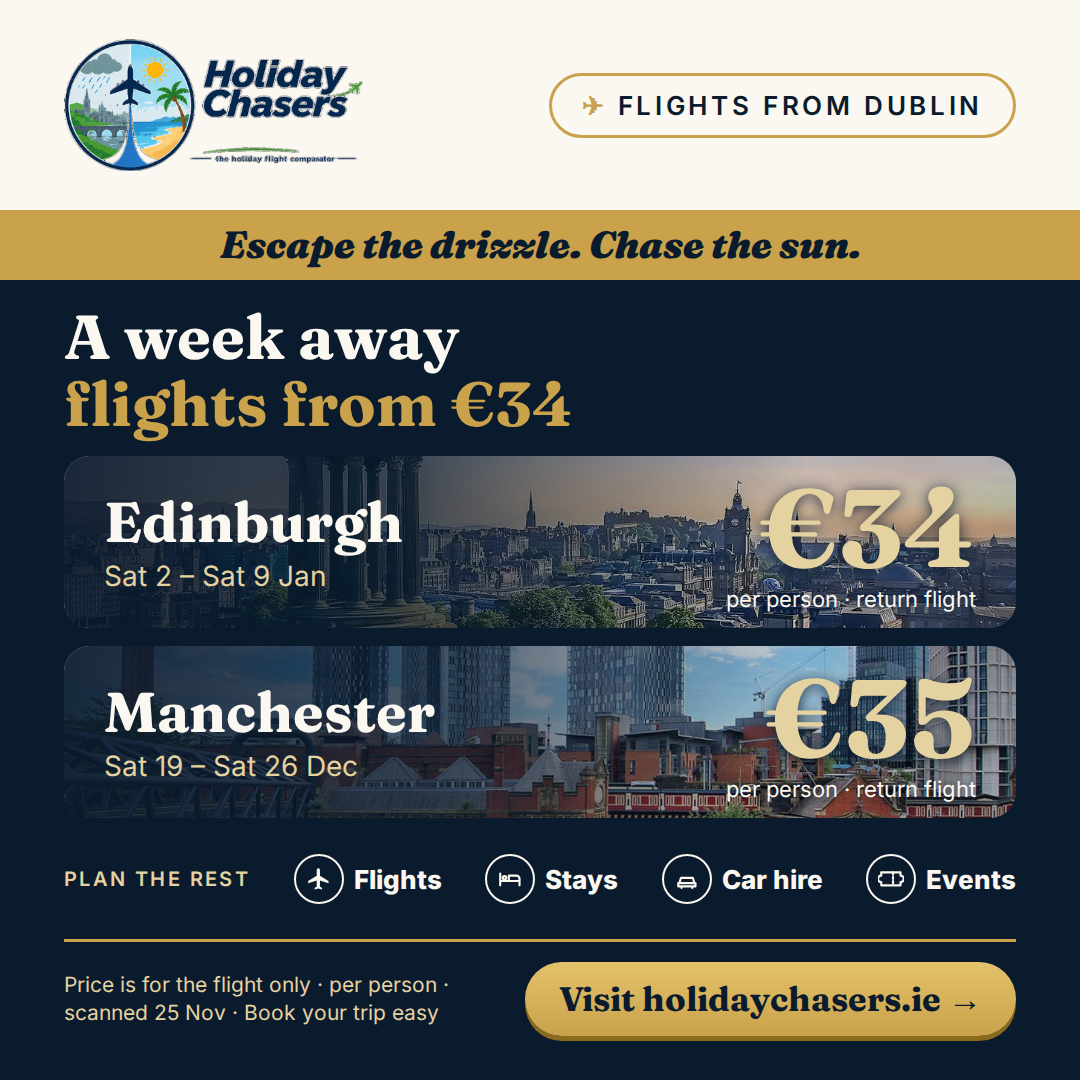 Holiday
Chasers
the holiday flight comparator
✈ FLIGHTS FROM DUBLIN
Escape the drizzle. Chase the sun.
A week away
flights from €34
Edinburgh
Sat 2 – Sat 9 Jan
€34
per person · return flight
Manchester
Sat 19 – Sat 26 Dec
€35
per person · return flight
PLAN THE REST
Flights
Stays
Car hire
Events
Price is for the flight only · per person ·
scanned 25 Nov · Book your trip easy
Visit holidaychasers.ie →